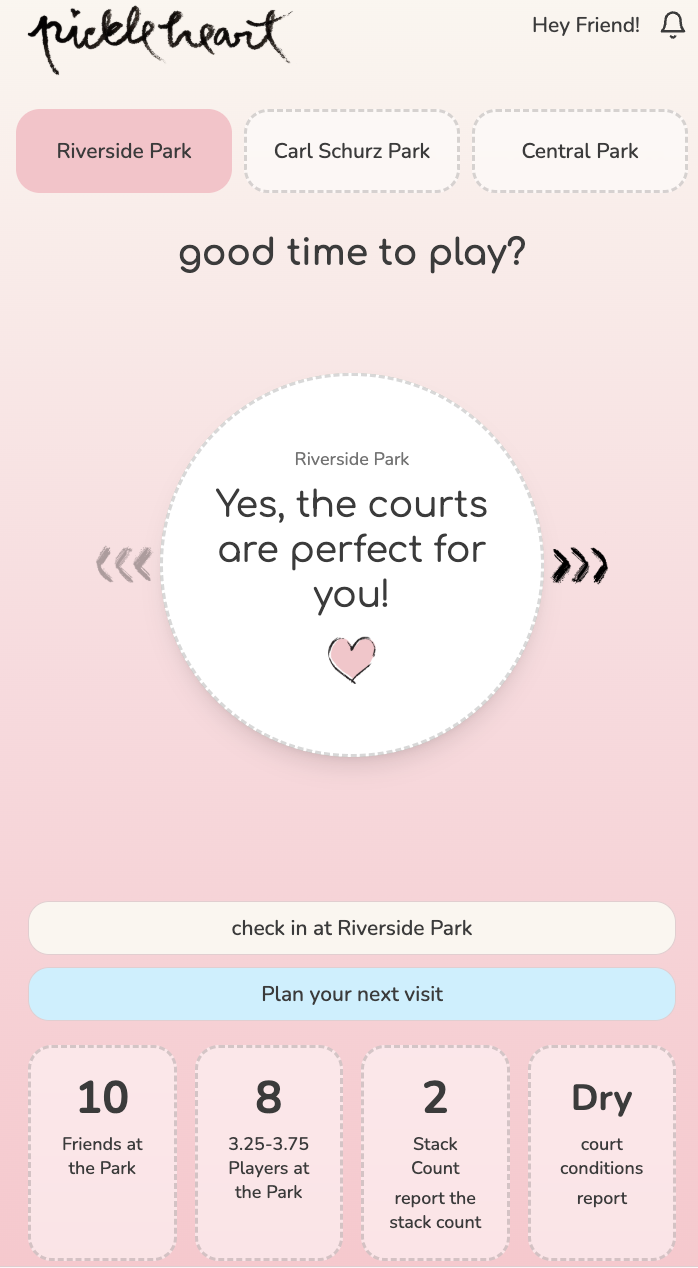 pickleheart
Hey Friend!
Riverside Park
Carl Schurz Park
Central Park
good time to play?
Riverside Park
Yes, the courts
are perfect for
you!
check in at Riverside Park
Plan your next visit
10
Friends at
the Park
8
3.25-3.75
Players at
the Park
2
Stack
Count
report the
stack count
Dry
court
conditions
report